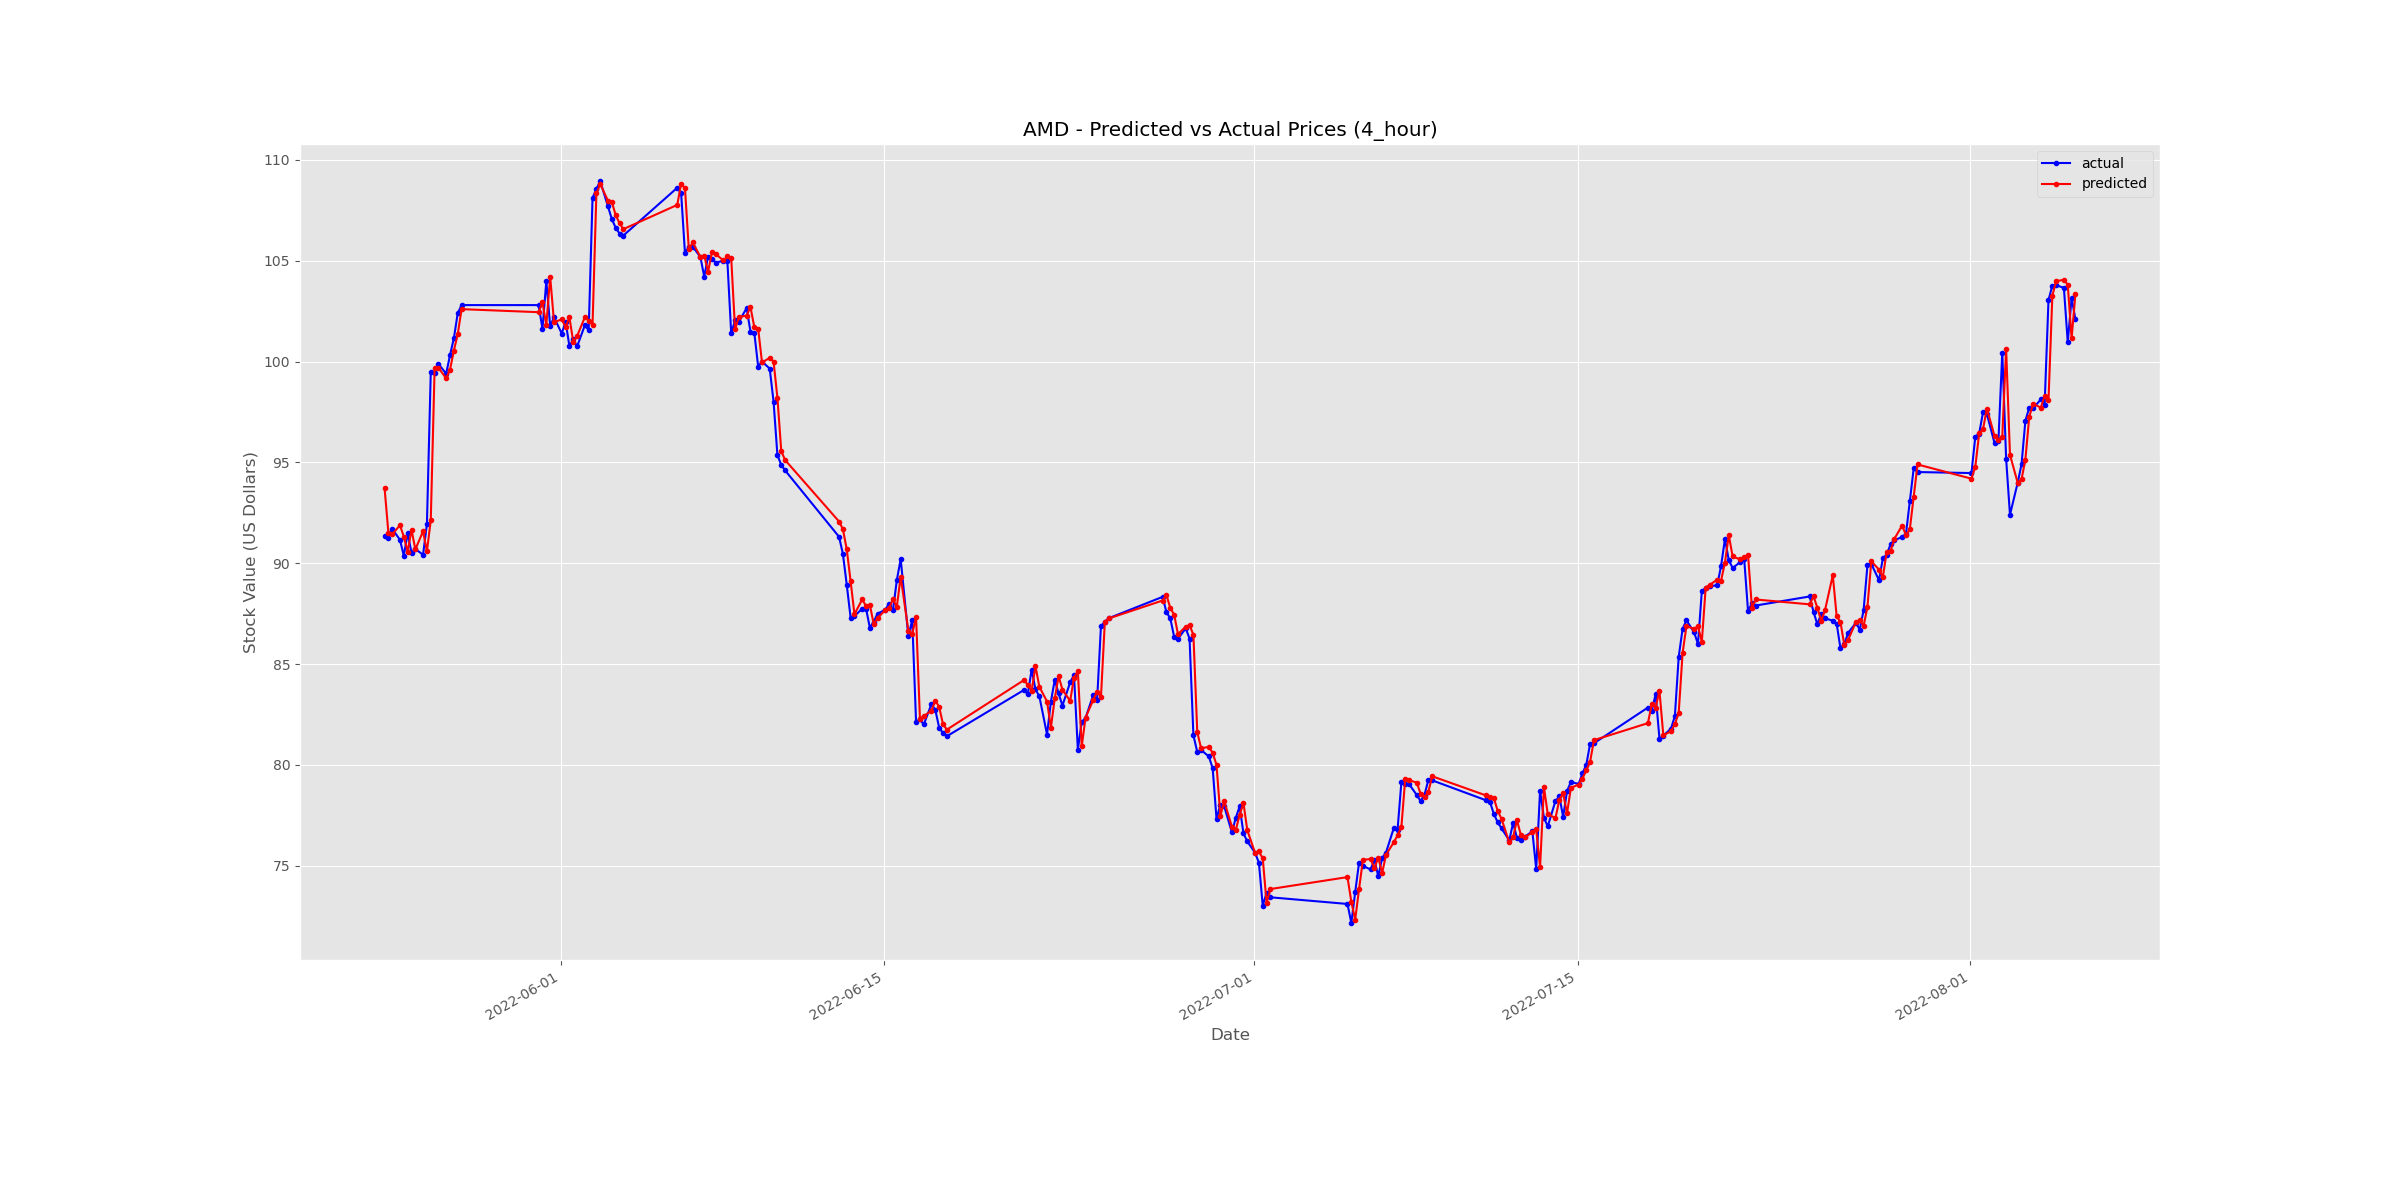 AMD - Predicted vs Actual Prices (4_hour)
actual
predicted
110
105
100
95
90
85
80
75
Stock Value (US Dollars)
2022-06-01
2022-06-15
2022-07-01
2022-07-15
2022-08-01
Date